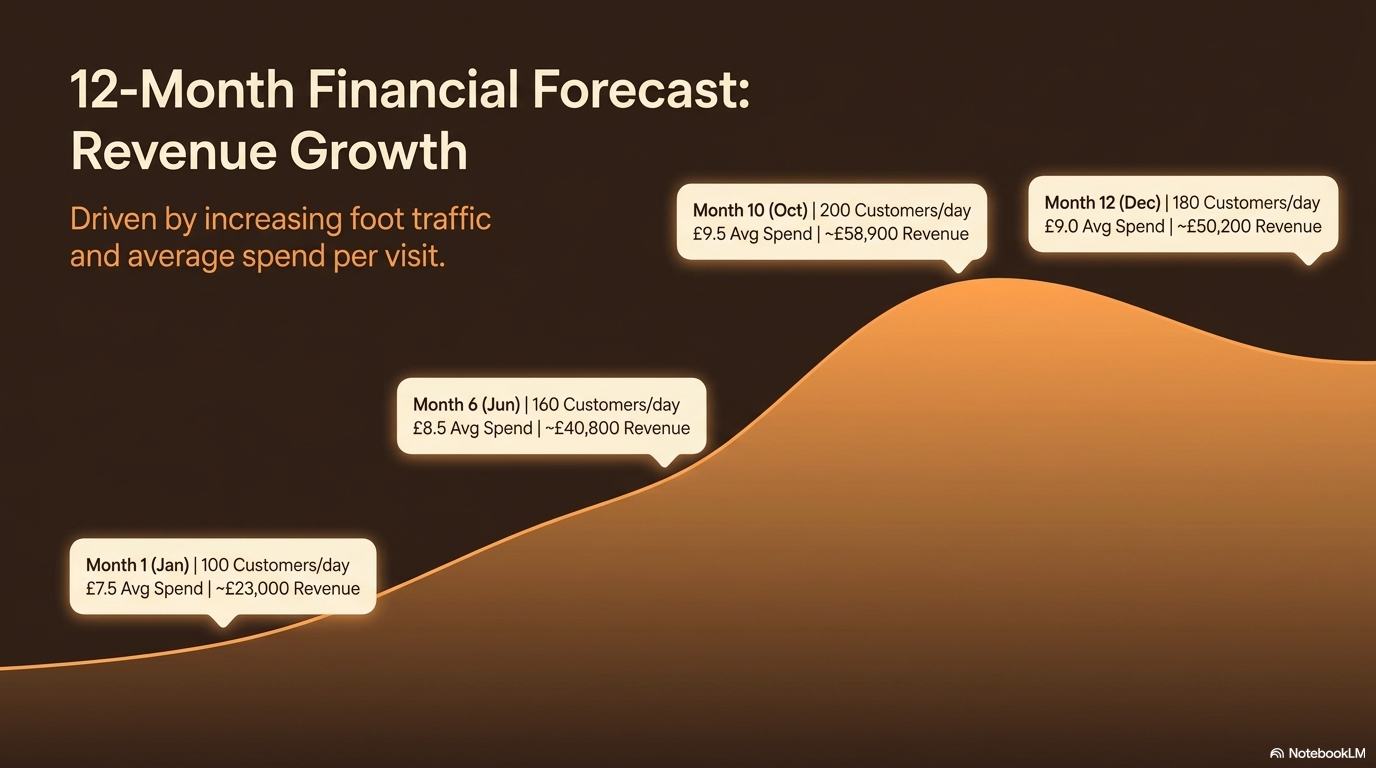 12-Month Financial Forecast:
Revenue Growth
Driven by increasing foot traffic
and average spend per visit.
Month 10 (Oct) | 200 Customers/day
£9.5 Avg Spend | ~£58,900 Revenue
Month 12 (Dec) | 180 Customers/day
£9.0 Avg Spend | ~£50,200 Revenue
Month 6 (Jun) | 160 Customers/day
£8.5 Avg Spend | ~£40,800 Revenue
Month 1 (Jan) | 100 Customers/day
£7.5 Avg Spend | ~£23,000 Revenue
NotebookLM